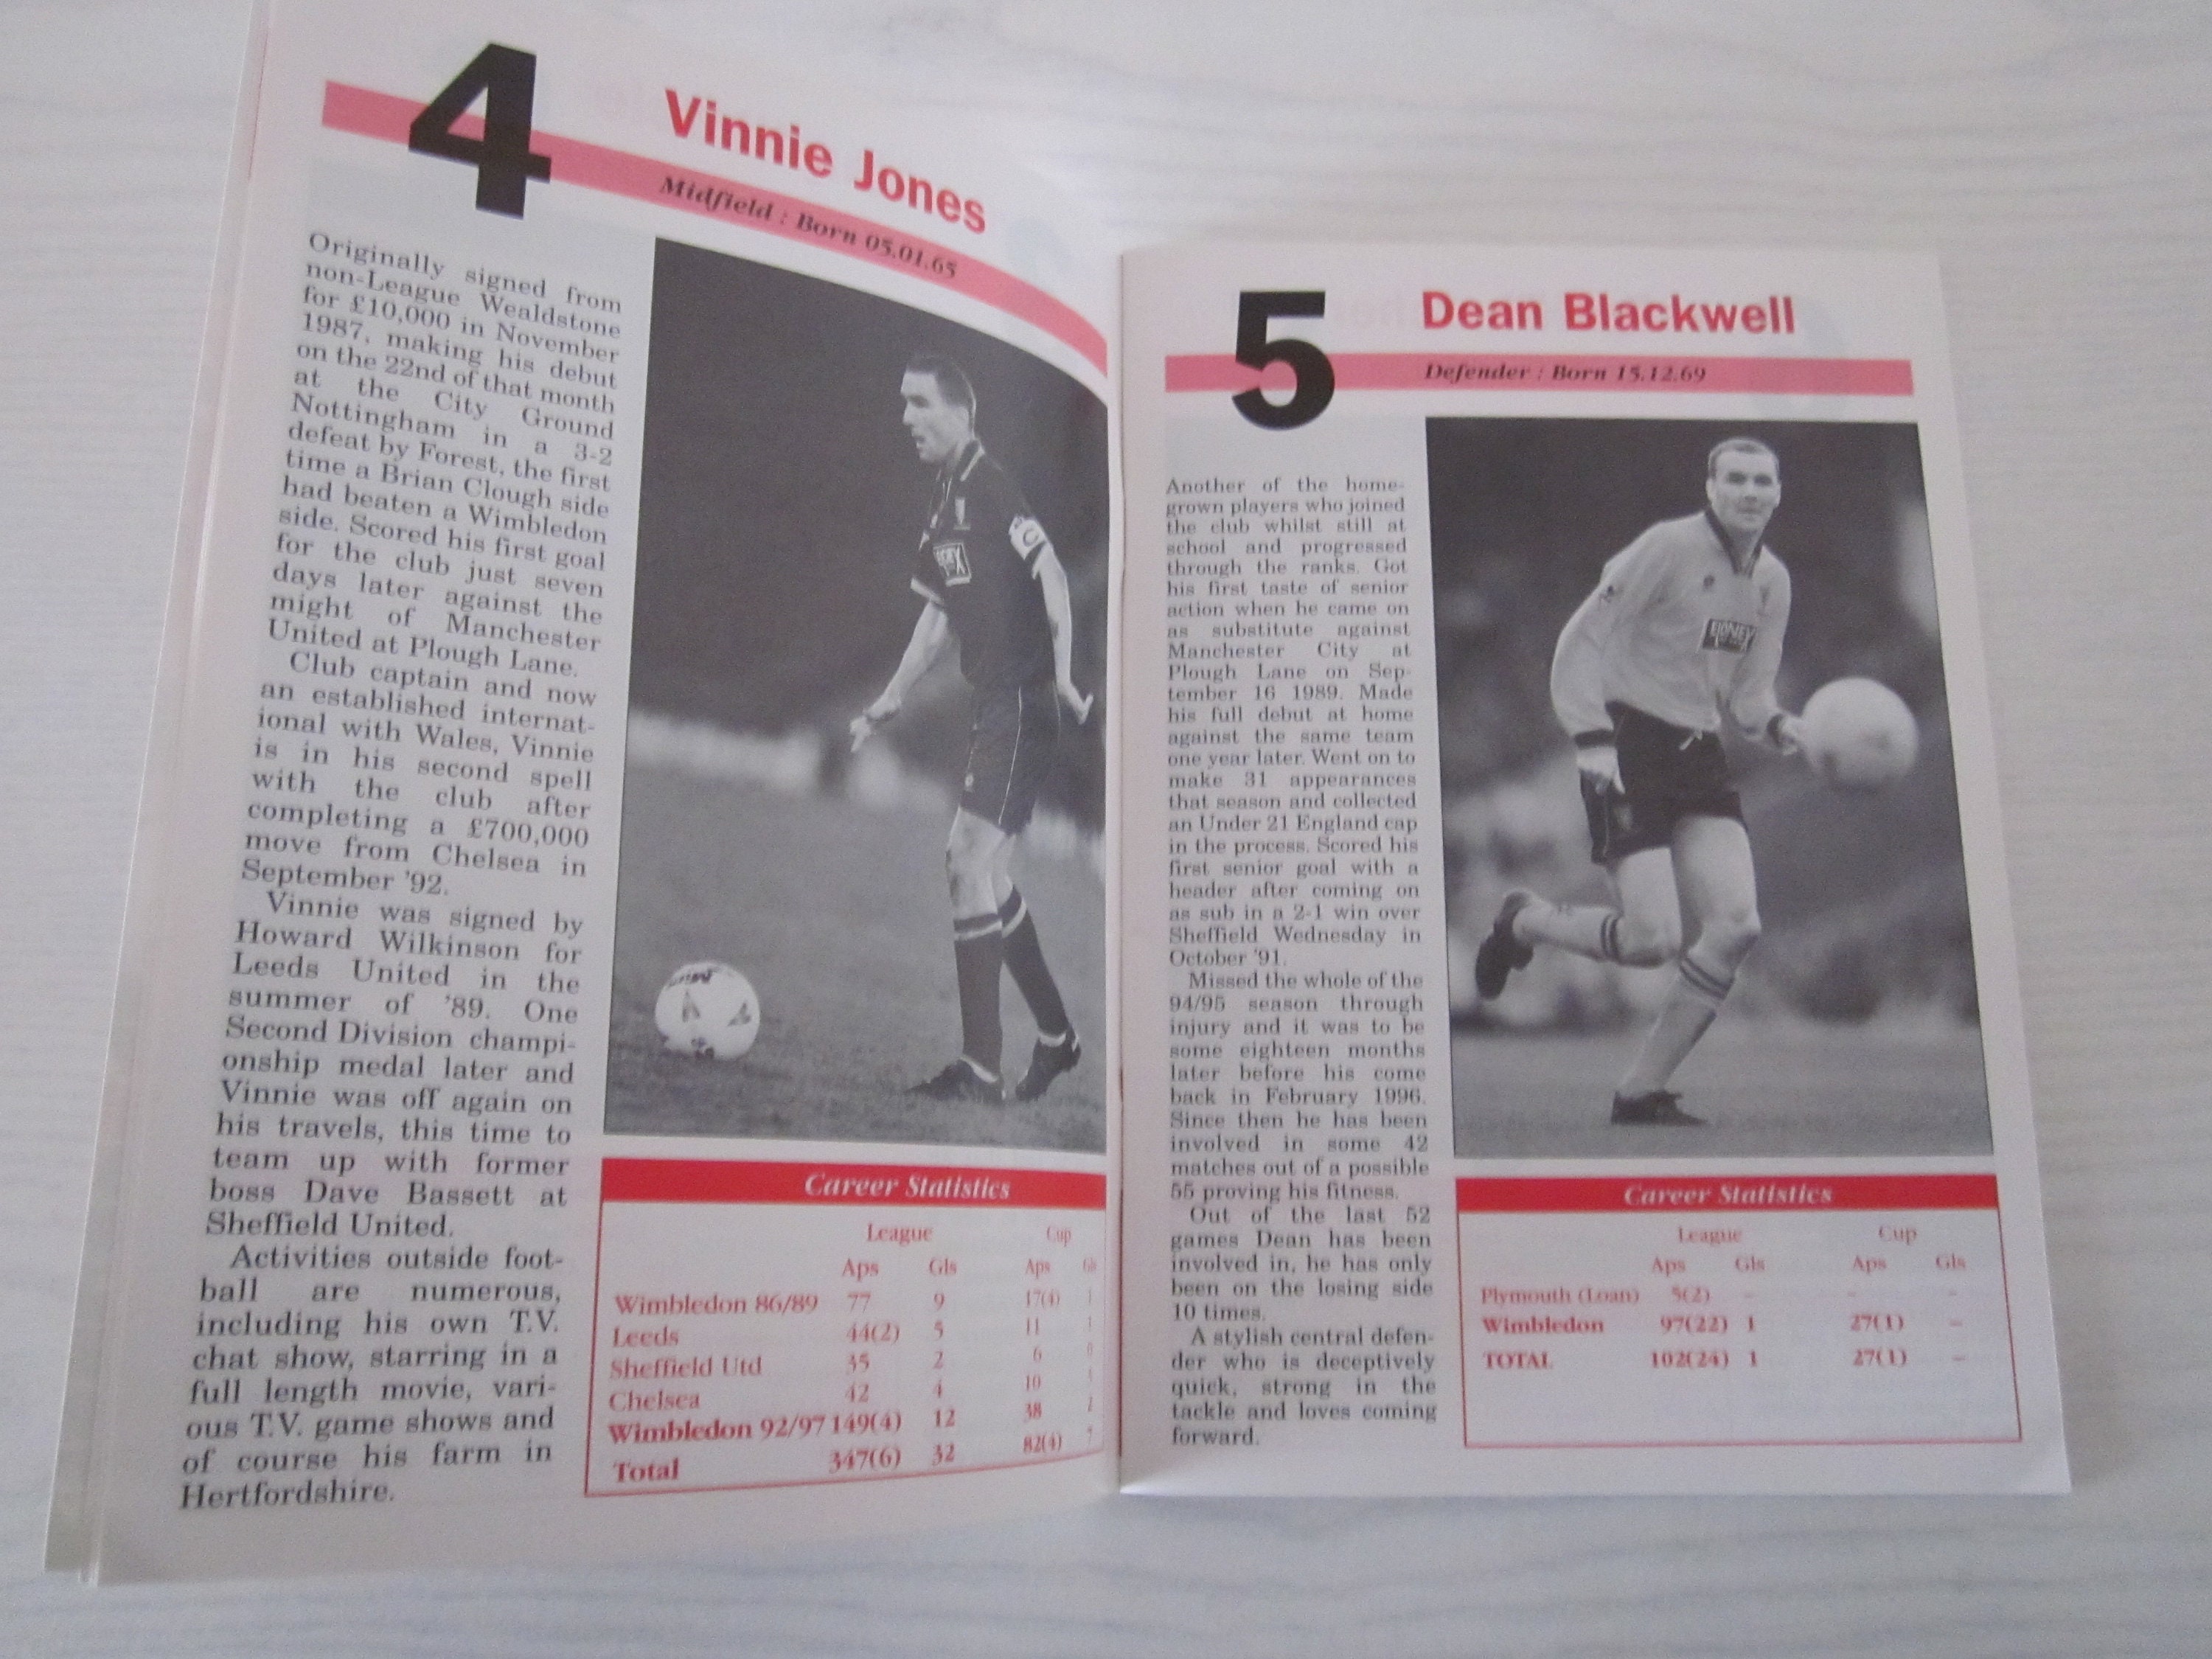 4
Vinnie Jones
Midfield : Born 05.01.65
Originally signed from
non-League Wealdstone
for £10,000 in November
1987, making his debut
on the 22nd of that month
at the City Ground
Nottingham in a 3-2
defeat by Forest, the first
time a Brian Clough side
had beaten a Wimbledon
side. Scored his first goal
for the club just seven
days later against the
might of Manchester
United at Plough Lane.
Club captain and now
an established internat-
ional with Wales, Vinnie
is in his second spell
with the club after
completing a £700,000
move from Chelsea in
September '92.
Vinnie was signed by
Howard Wilkinson for
Leeds United in the
summer of '89. One
Second Division champi-
onship medal later and
Vinnie was off again on
his travels, this time to
team up with former
boss Dave Bassett at
Sheffield United.
Activities outside foot-
ball are numerous,
including his own T.V.
chat show, starring in a
full length movie, vari-
ous T.V. game shows and
of course his farm in
Hertfordshire.
C
Career Statistics
League Cup
Aps Gls Aps Gls
Wimbledon 86/89 77 9 17(4)
Leeds 44(2) 5 11
Sheffield Utd 35 2 6 0
Chelsea 42 4 10
Wimbledon 92/97 149(4) 12 38
Total 347(6) 32 82(4)
5
Dean Blackwell
Defender : Born 15.12.69
Another of the home-
grown players who joined
the club whilst still at
school and progressed
through the ranks. Got
his first taste of senior
action when he came on
as substitute against
Manchester City at
Plough Lane on Sep-
tember 16 1989. Made
his full debut at home
against the same team
one year later. Went on to
make 31 appearances
that season and collected
an Under 21 England cap
in the process. Scored his
first senior goal with a
header after coming on
as sub in a 2-1 win over
Sheffield Wednesday in
October '91.
Missed the whole of the
94/95 season through
injury and it was to be
some eighteen months
later before his come
back in February 1996.
Since then he has been
involved in some 42
matches out of a possible
55 proving his fitness.
Out of the last 52
games Dean has been
involved in, he has only
been on the losing side
10 times.
A stylish central defen-
der who is deceptively
quick, strong in the
tackle and loves coming
forward.
Career Statistics
League Cup
Aps Gls Aps Gls
Plymouth (Loan) 5(2) - - -
Wimbledon 97(22) 1 27(1) -
TOTAL 102(24) 1 27(1) -